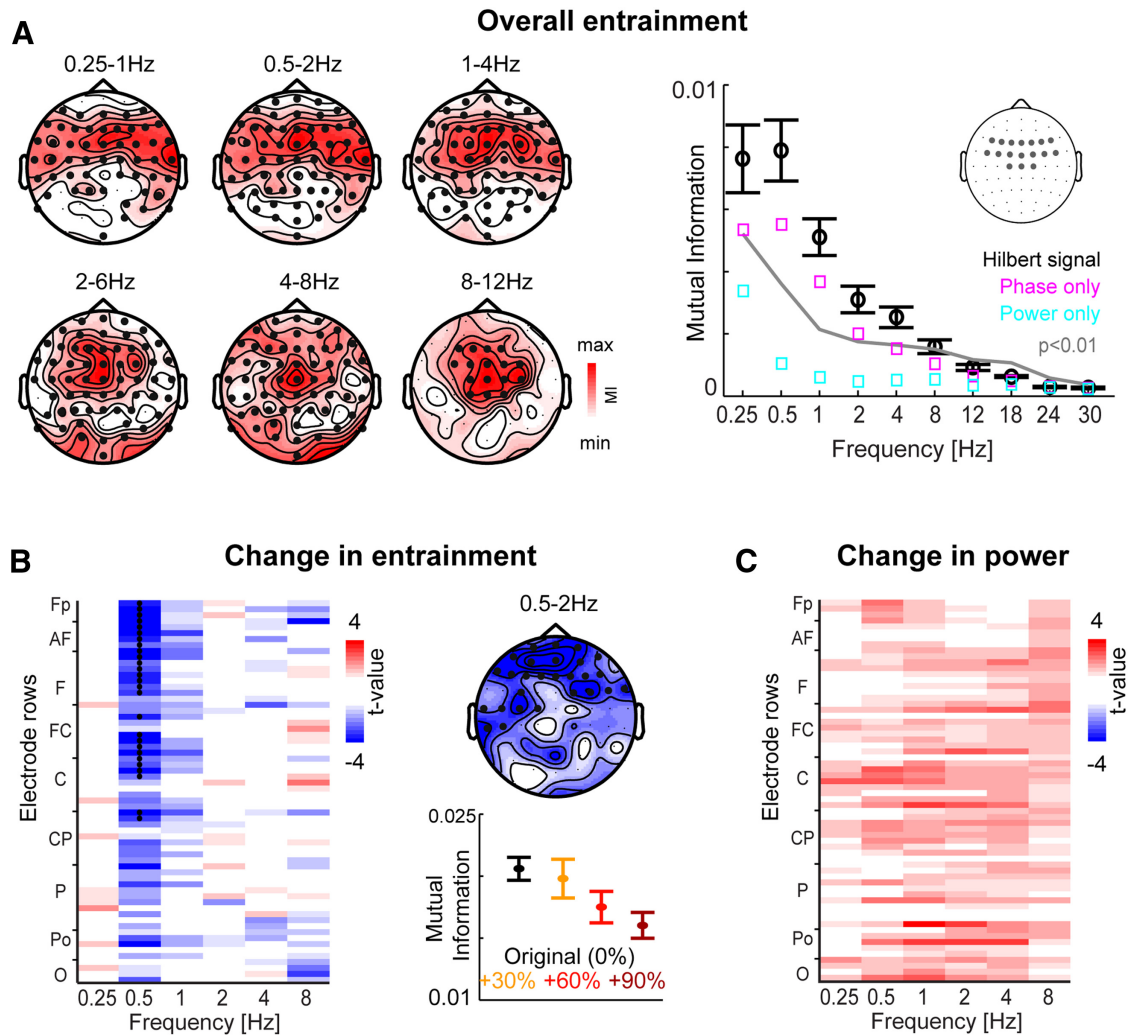 A
Overall entrainment
0.25-1Hz
0.5-2Hz
1-4Hz
2-6Hz
4-8Hz
8-12Hz
max
MI
min
0.01
Mutual Information
0
Hilbert signal
Phase only
Power only
p<0.01
0.25 0.5 1 2 4 8 12 18 24 30
Frequency [Hz]
B
Change in entrainment
Electrode rows
Fp
AF
F
FC
C
CP
P
Po
O
0.25 0.5 1 2 4 8
Frequency [Hz]
4
t-value
-4
0.5-2Hz
0.025
Mutual
Information
0.01
Original (0%)
+30% +60% +90%
C
Change in power
Electrode rows
Fp
AF
F
FC
C
CP
P
Po
O
0.25 0.5 1 2 4 8
Frequency [Hz]
4
t-value
-4